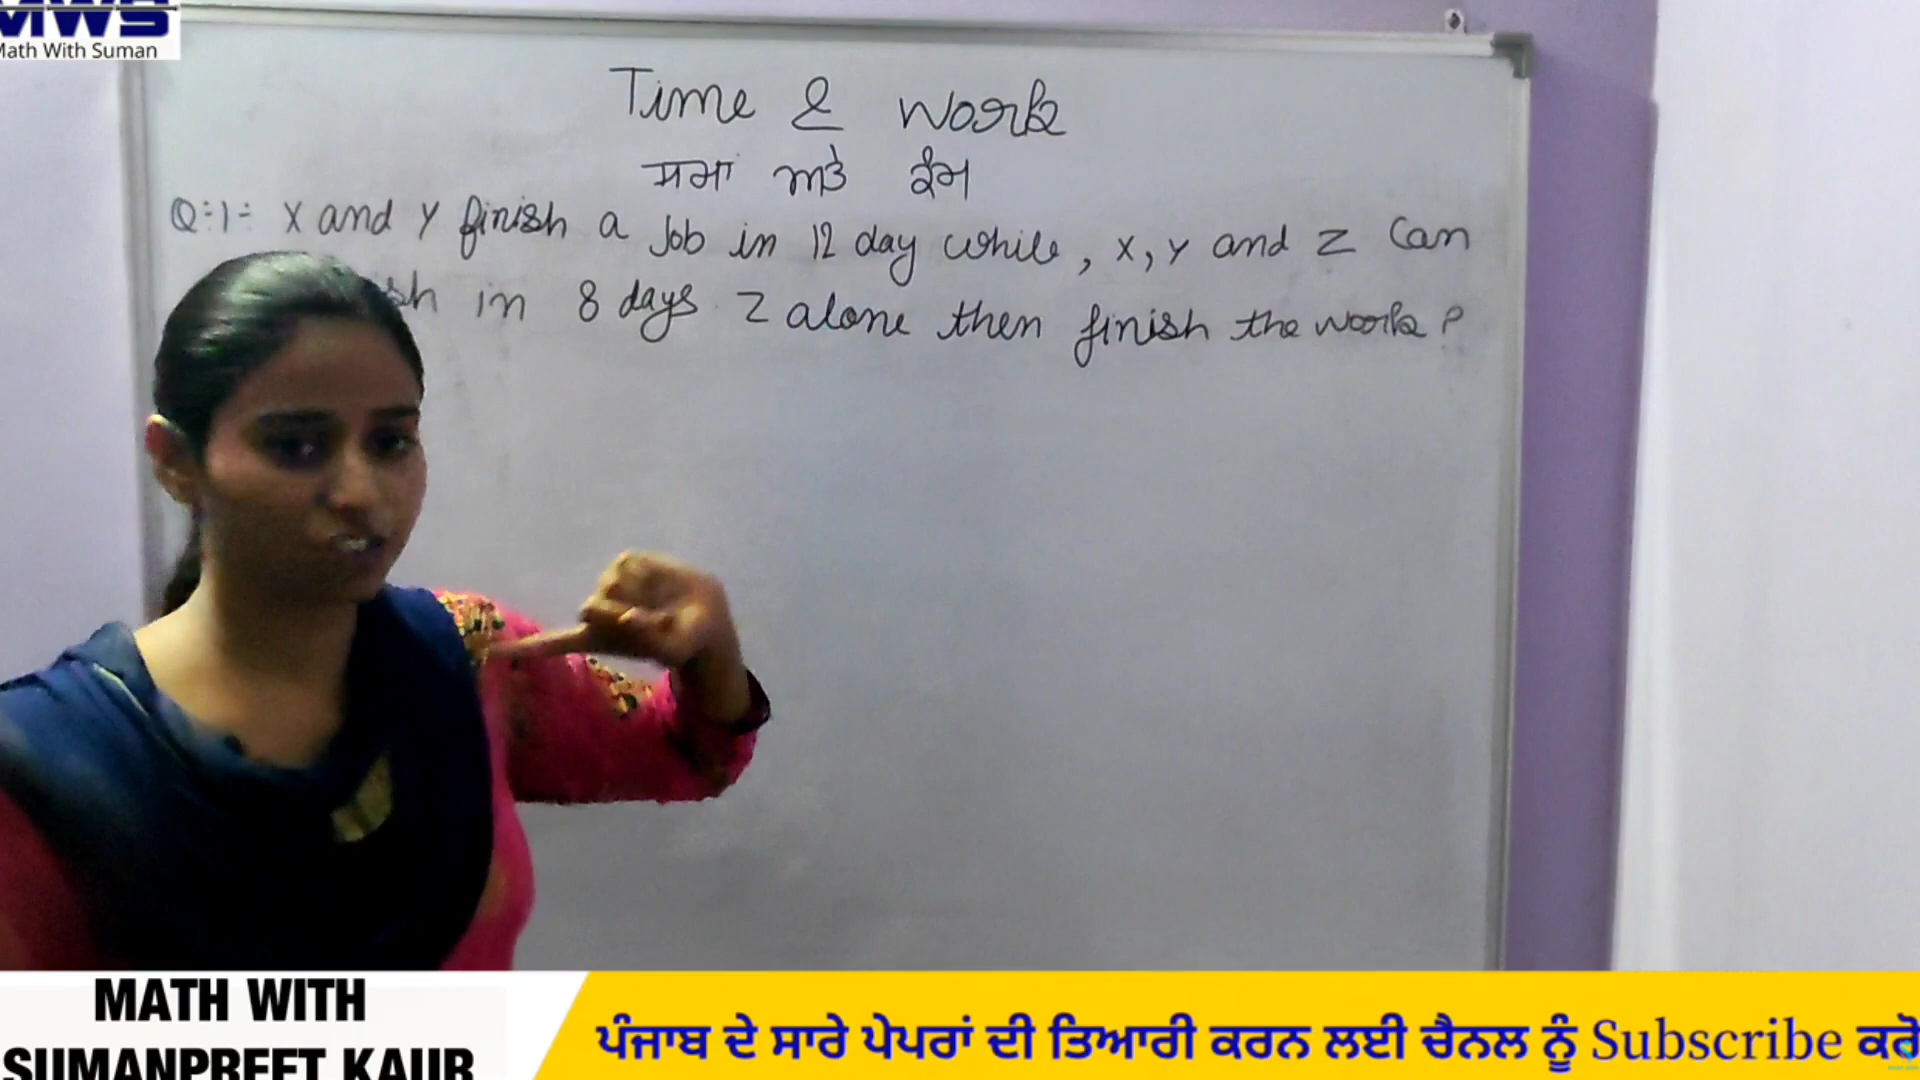 MWS
Math With Suman
Time & Work
ਸਮਾਂ ਅਤੇ ਕੰਮ
Q:1= X and Y finish a Job in 12 day while, X, Y and Z Can
sh in 8 days Z alone then finish the work?
MATH WITH
SUMANPREET KAUR
ਪੰਜਾਬ ਦੇ ਸਾਰੇ ਪੇਪਰਾਂ ਦੀ ਤਿਆਰੀ ਕਰਨ ਲਈ ਚੈਨਲ ਨੂੰ Subscribe ਕਰੋ